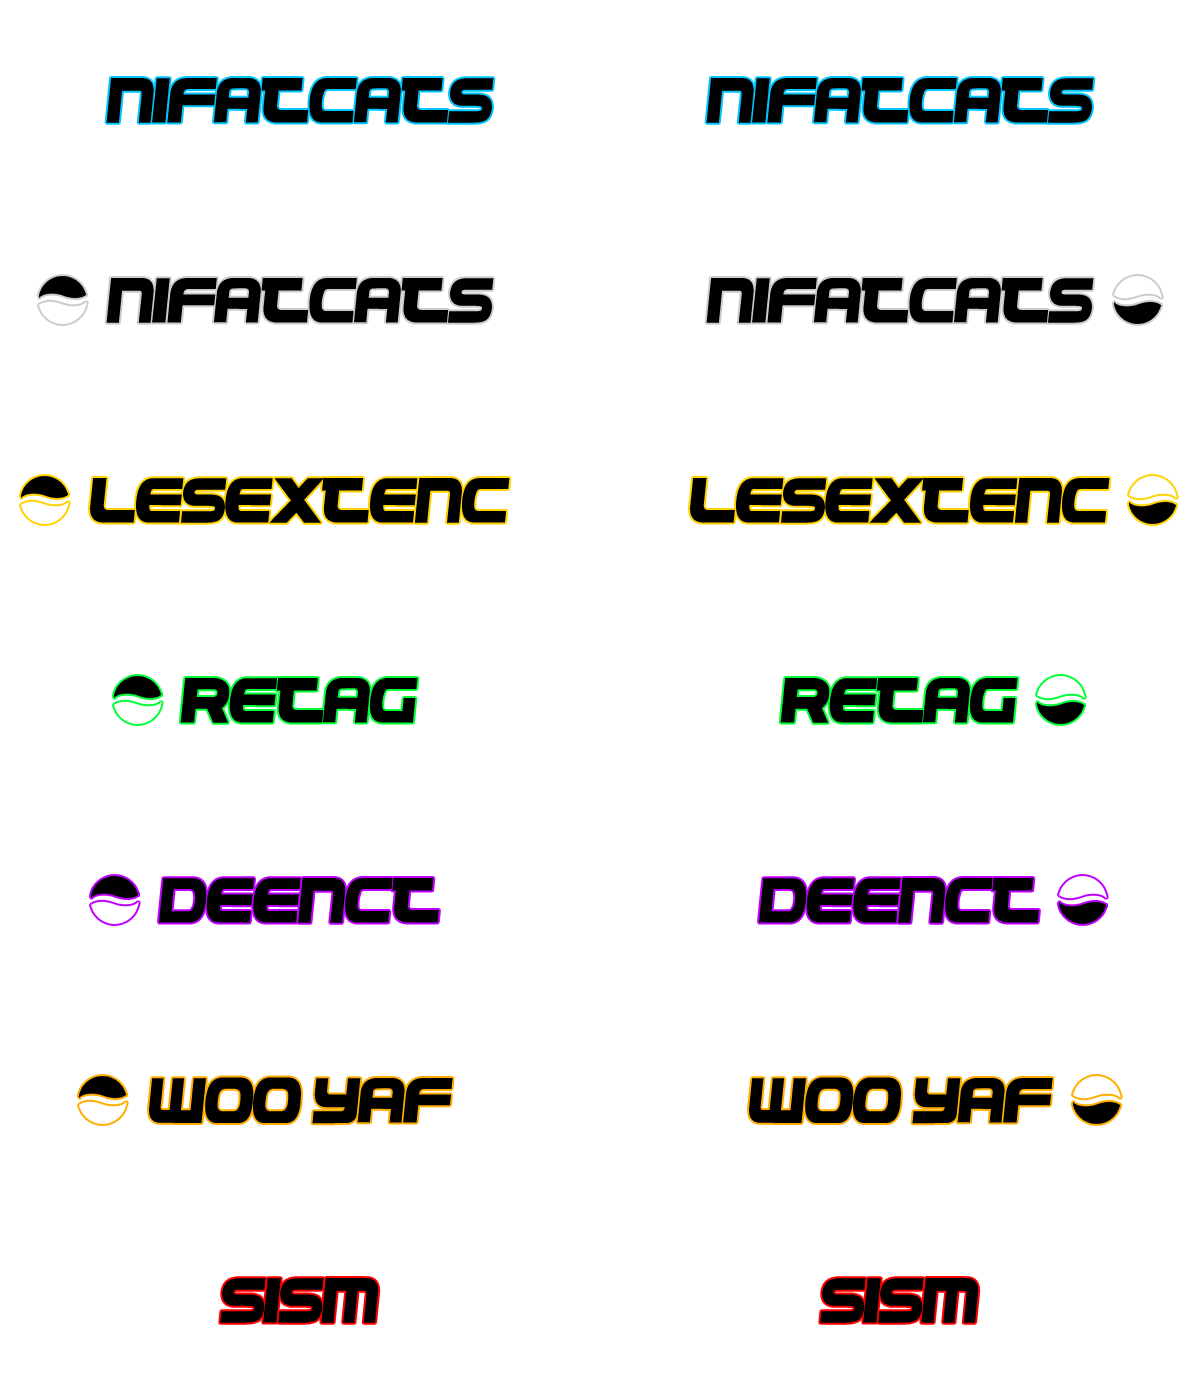 NIFATCATS NIFATCATS
NIFATCATS NIFATCATS
LESEXTENC LESEXTENC
RETAG RETAG
DEENCT DEENCT
WOO YAF WOO YAF
SISM SISM